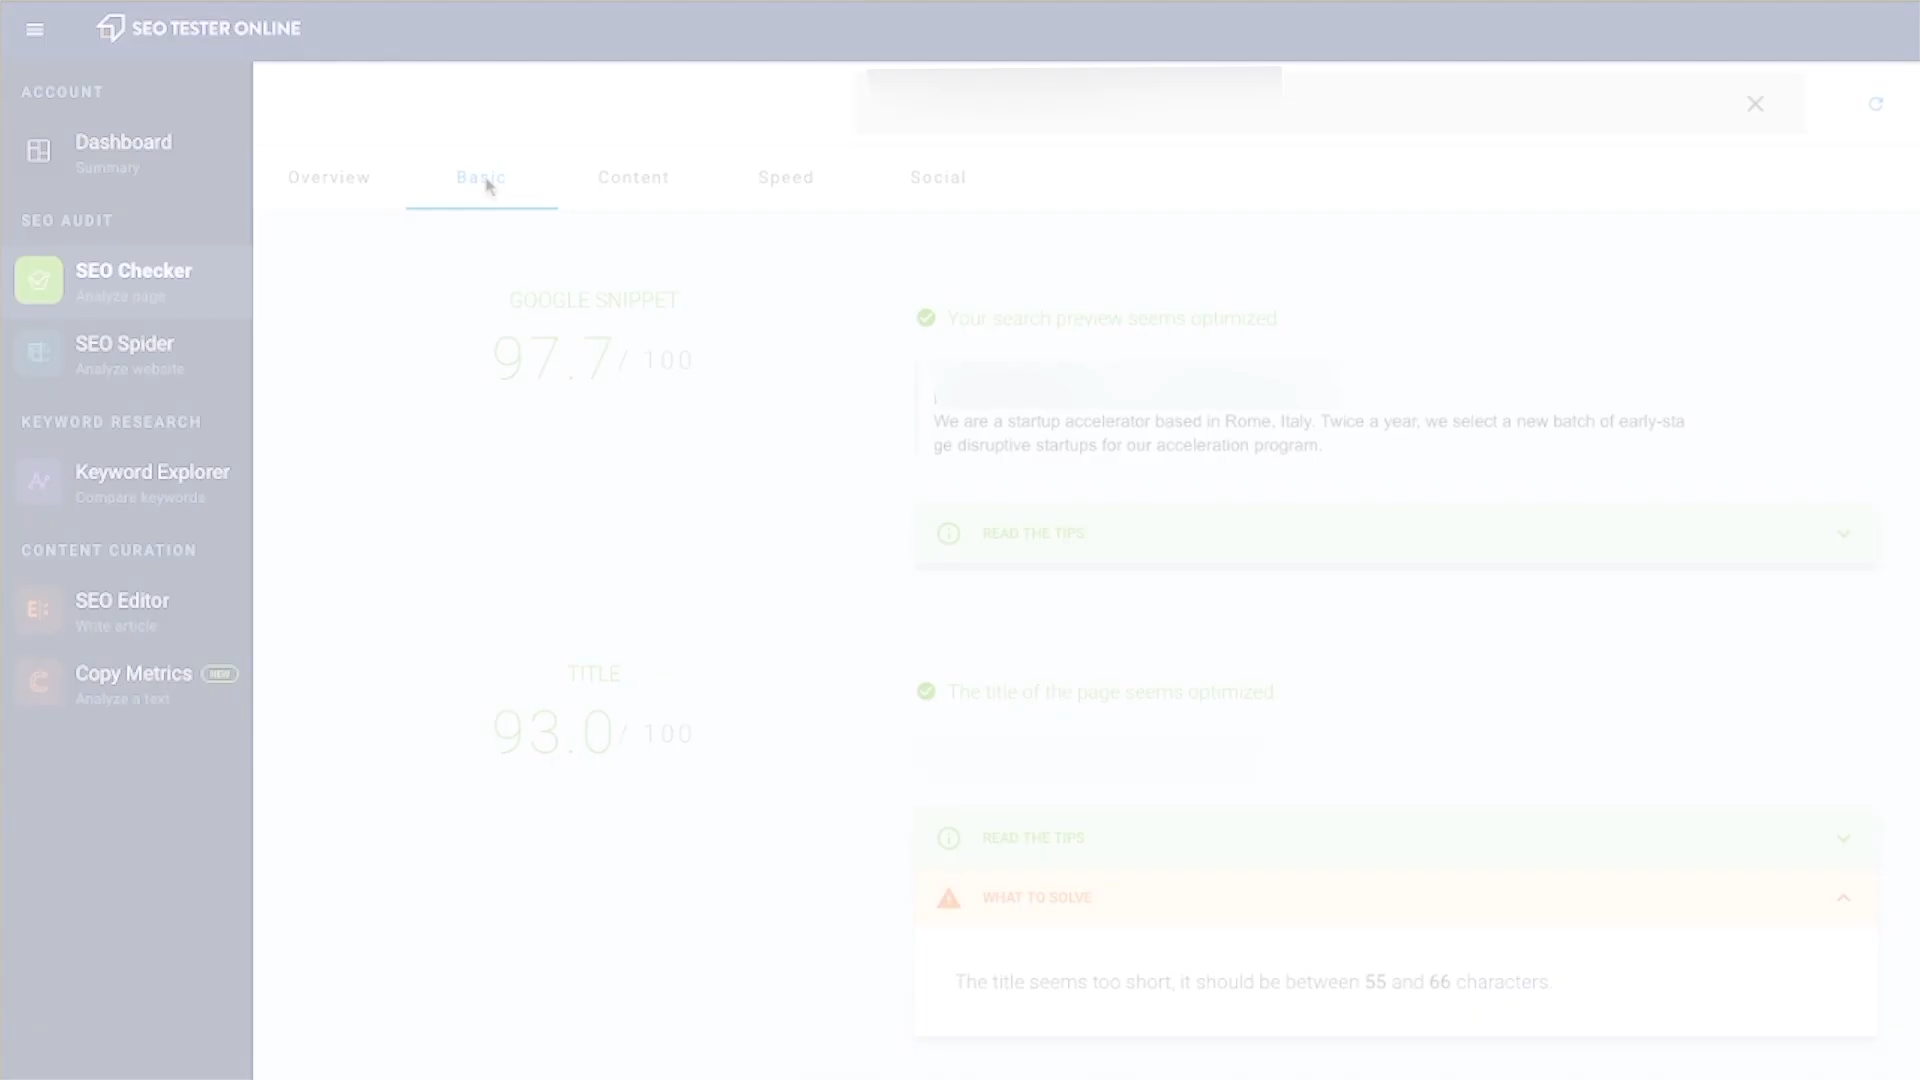 SEO TESTER ONLINE
ACCOUNT
Dashboard
Summary
SEO AUDIT
SEO Checker
Analyze page
SEO Spider
Analyze website
KEYWORD RESEARCH
Keyword Explorer
Compare keywords
CONTENT CURATION
SEO Editor
Write article
Copy Metrics NEW
Analyze a text
Overview Basic Content Speed Social
GOOGLE SNIPPET
97.7 / 100
Your search preview seems optimized
We are a startup accelerator based in Rome, Italy. Twice a year, we select a new batch of early-sta
ge disruptive startups for our acceleration program.
READ THE TIPS
TITLE
93.0 / 100
The title of the page seems optimized
READ THE TIPS
WHAT TO SOLVE
The title seems too short, it should be between 55 and 66 characters